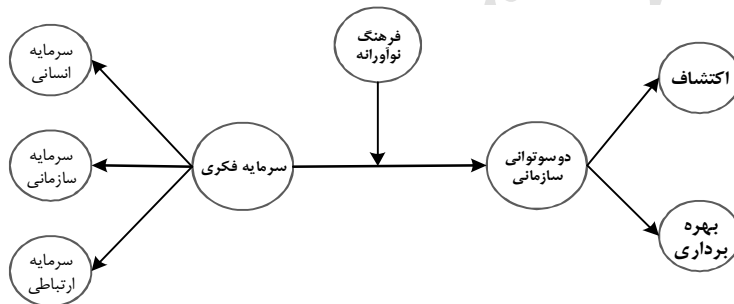 فرهنگ
نوآورانه
سرمایه
انسانی
اکتشاف
سرمایه
سازمانی
سرمایه فکری
دوسوتوانی
سازمانی
بهره
برداری
سرمایه
ارتباطی